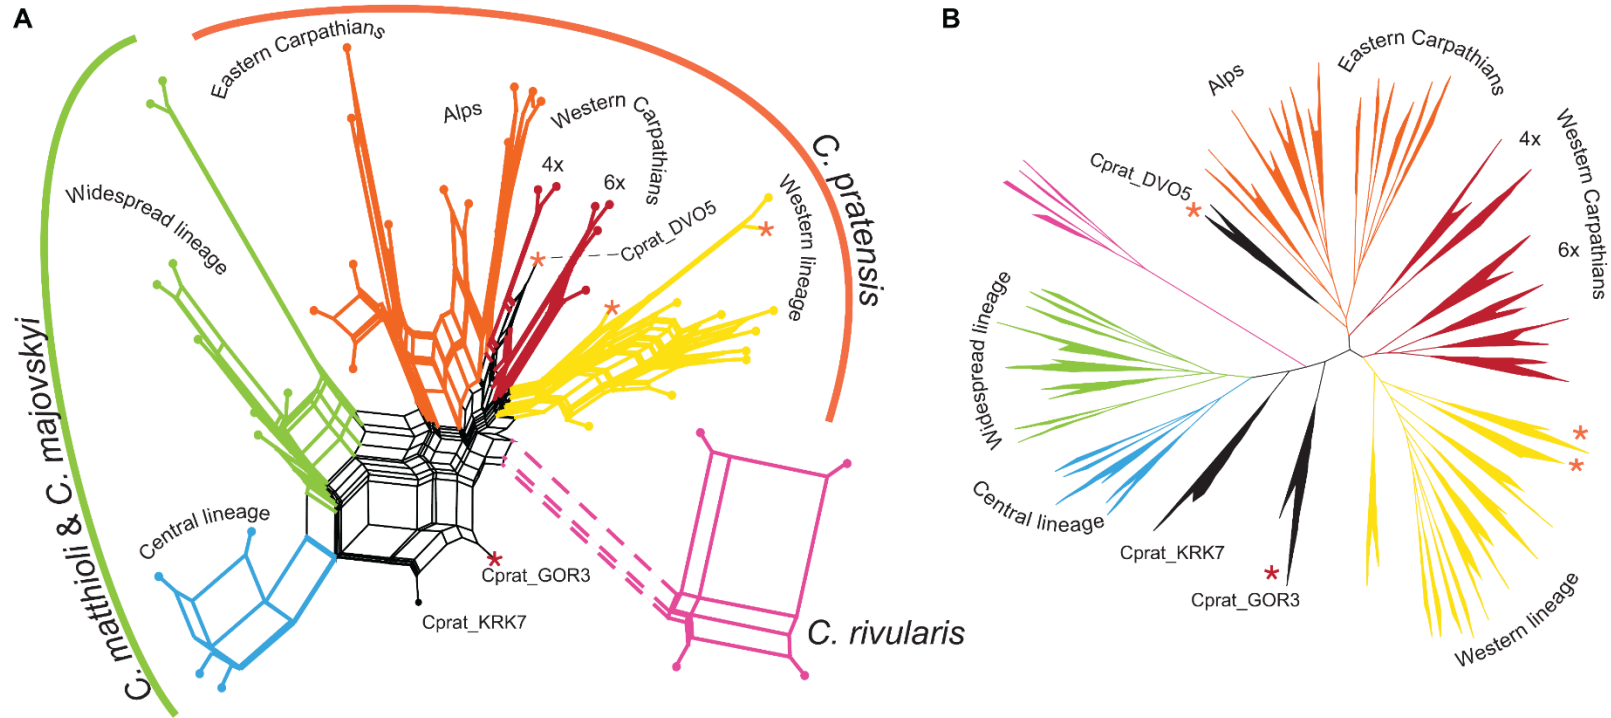 A
Eastern Carpathians
Alps
Western Carpathians
4x
6x
Cprat_DVO5
Western lineage
C. pratensis
Widespread lineage
C. matthioli & C. majovskyi
Central lineage
Cprat_GOR3
Cprat_KRK7
C. rivularis
B
Eastern Carpathians
Alps
4x
Western Carpathians
6x
Cprat_DVO5
Widespread lineage
Central lineage
Cprat_KRK7
Cprat_GOR3
Western lineage